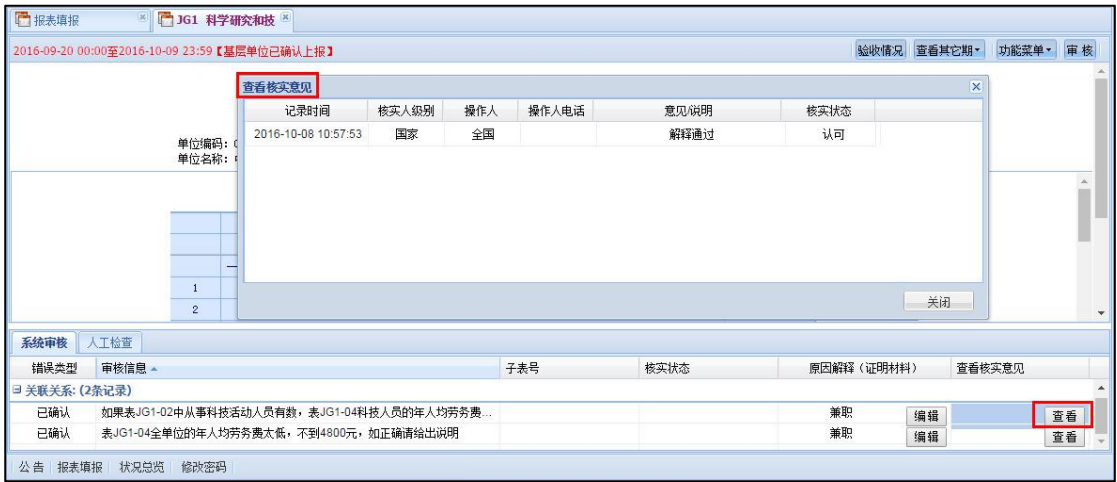 报表填报 JG1 科学研究和技
2016-09-20 00:00至2016-10-09 23:59【基层单位已确认上报】 验收情况 查看其它期 功能菜单 审 核
查看核实意见
记录时间 核实人级别 操作人 操作人电话 意见/说明 核实状态
2016-10-08 10:57:53 国家 全国 解释通过 认可
单位编码：
单位名称：
一
1
2
关闭
系统审核 人工检查
错误类型 审核信息 子表号 核实状态 原因解释（证明材料） 查看核实意见
关联关系: (2条记录)
已确认 如果表JG1-02中从事科技活动人员有数，表JG1-04科技人员的年人均劳务费... 兼职 编辑 查看
已确认 表JG1-04全单位的年人均劳务费太低，不到4800元，如正确请给出说明 兼职 编辑 查看
公 告 报表填报 状况总览 修改密码